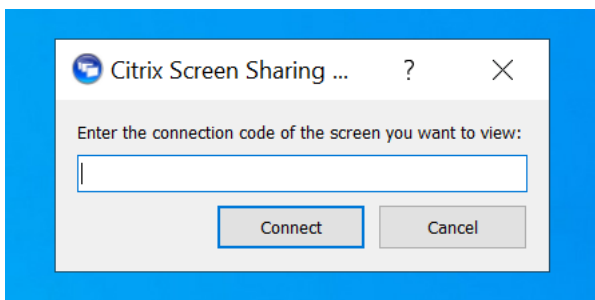 Citrix Screen Sharing ... ?
Enter the connection code of the screen you want to view:
Connect Cancel